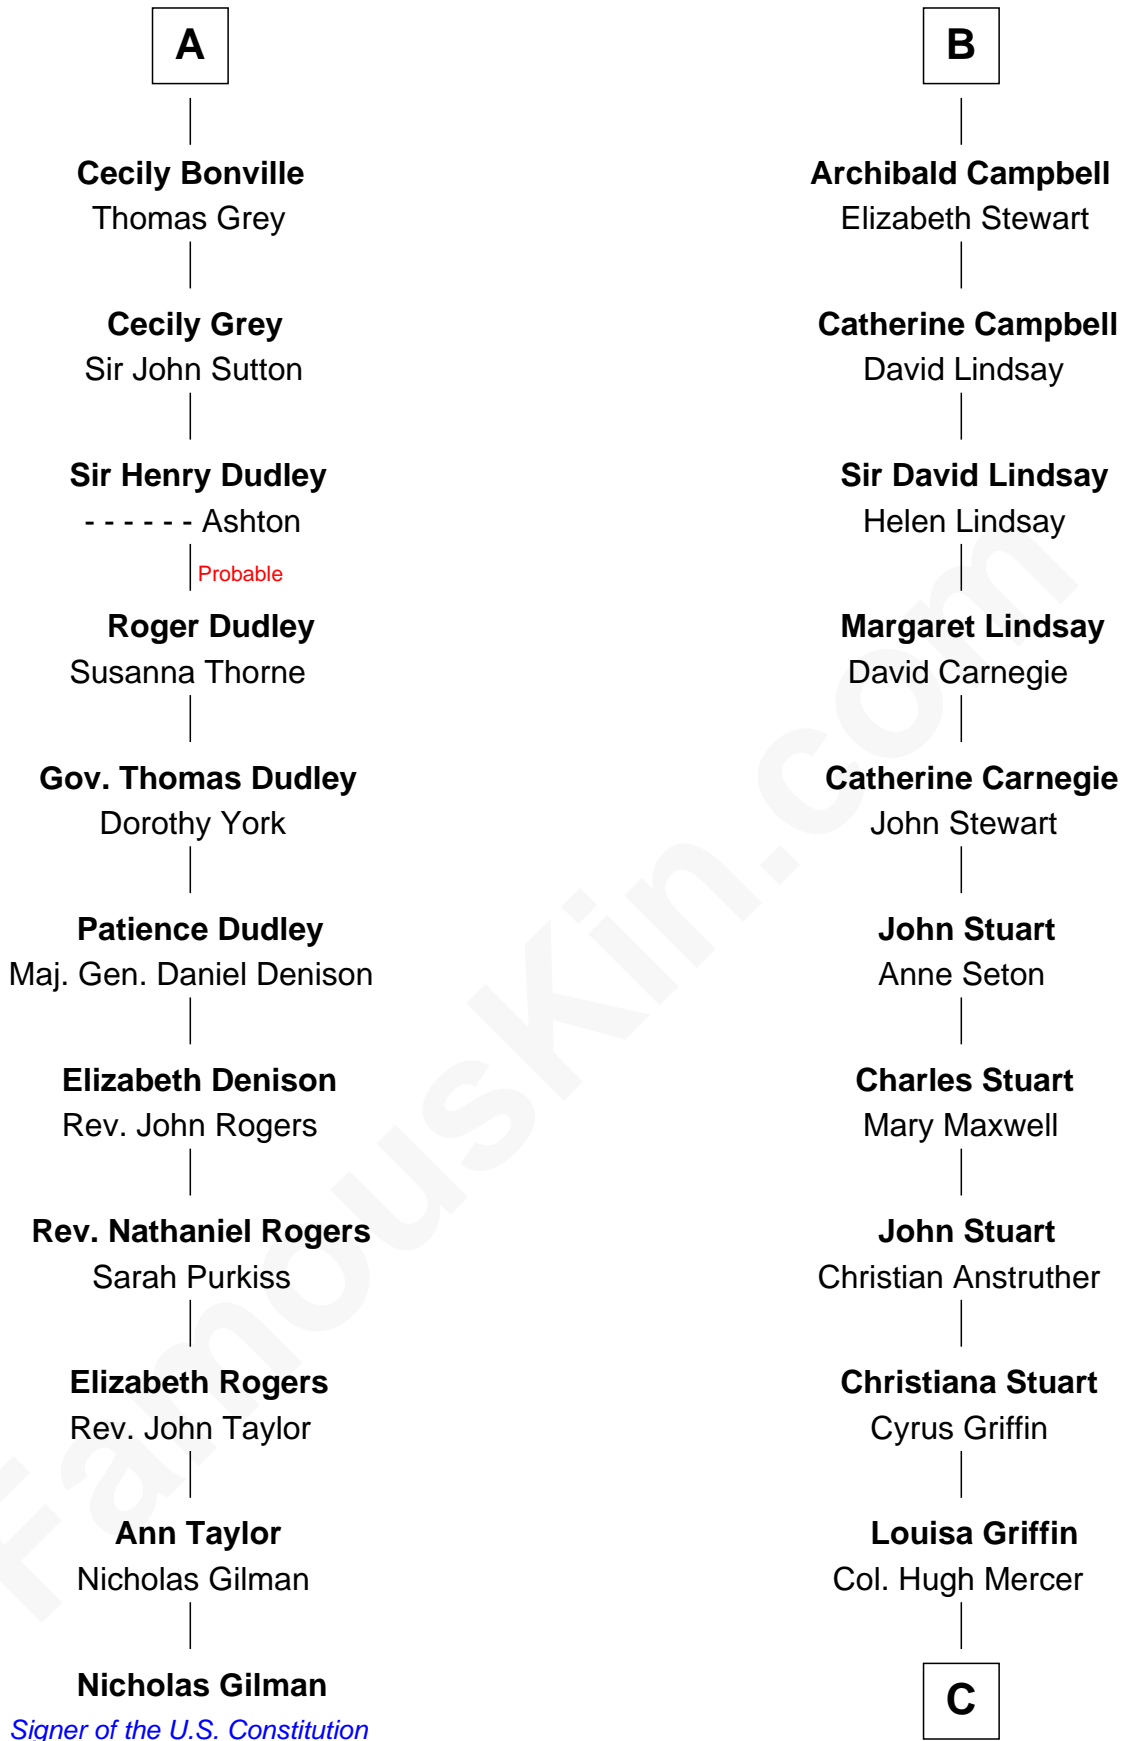 A
Cecily Bonville
Thomas Grey
Cecily Grey
Sir John Sutton
Sir Henry Dudley
- - - - - - Ashton
Probable
Roger Dudley
Susanna Thorne
Gov. Thomas Dudley
Dorothy York
Patience Dudley
Maj. Gen. Daniel Denison
Elizabeth Denison
Rev. John Rogers
Rev. Nathaniel Rogers
Sarah Purkiss
Elizabeth Rogers
Rev. John Taylor
Ann Taylor
Nicholas Gilman
Nicholas Gilman
Signer of the U.S. Constitution
B
Archibald Campbell
Elizabeth Stewart
Catherine Campbell
David Lindsay
Sir David Lindsay
Helen Lindsay
Margaret Lindsay
David Carnegie
Catherine Carnegie
John Stewart
John Stuart
Anne Seton
Charles Stuart
Mary Maxwell
John Stuart
Christian Anstruther
Christiana Stuart
Cyrus Griffin
Louisa Griffin
Col. Hugh Mercer
C
FamousKin.com